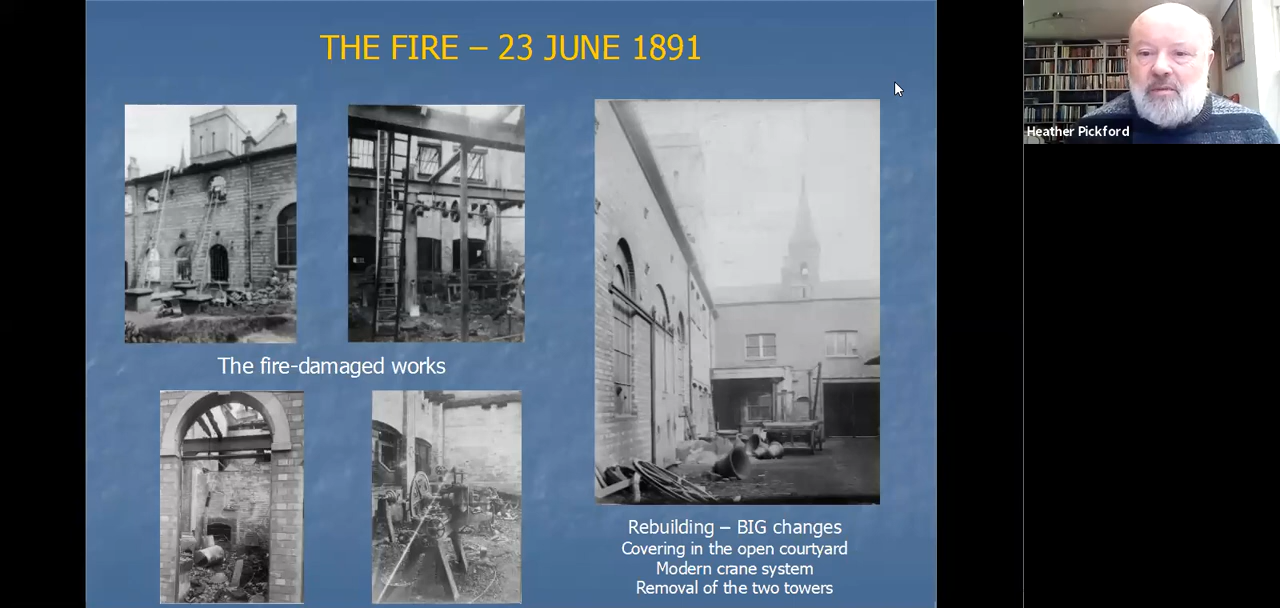 THE FIRE – 23 JUNE 1891
Heather Pickford
The fire-damaged works
Rebuilding – BIG changes
Covering in the open courtyard
Modern crane system
Removal of the two towers